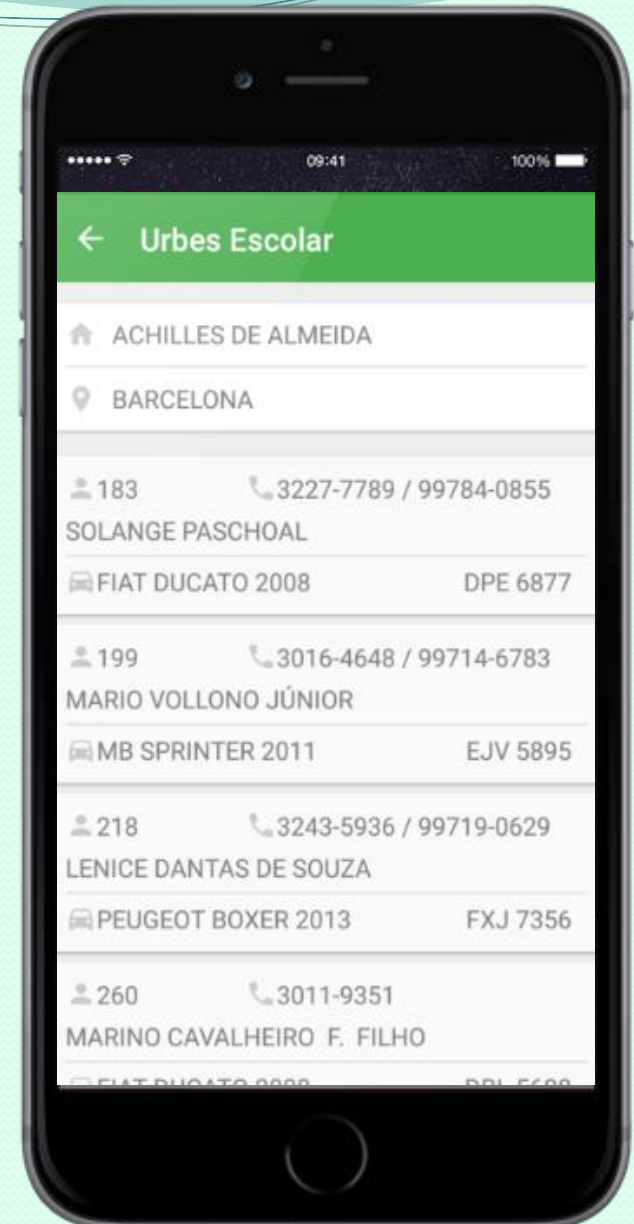 09:41 100%
Urbes Escolar
ACHILLES DE ALMEIDA
BARCELONA
183 3227-7789 / 99784-0855
SOLANGE PASCHOAL
FIAT DUCATO 2008 DPE 6877
199 3016-4648 / 99714-6783
MARIO VOLLONO JÚNIOR
MB SPRINTER 2011 EJV 5895
218 3243-5936 / 99719-0629
LENICE DANTAS DE SOUZA
PEUGEOT BOXER 2013 FXJ 7356
260 3011-9351
MARINO CAVALHEIRO F. FILHO
FIAT DUCATO